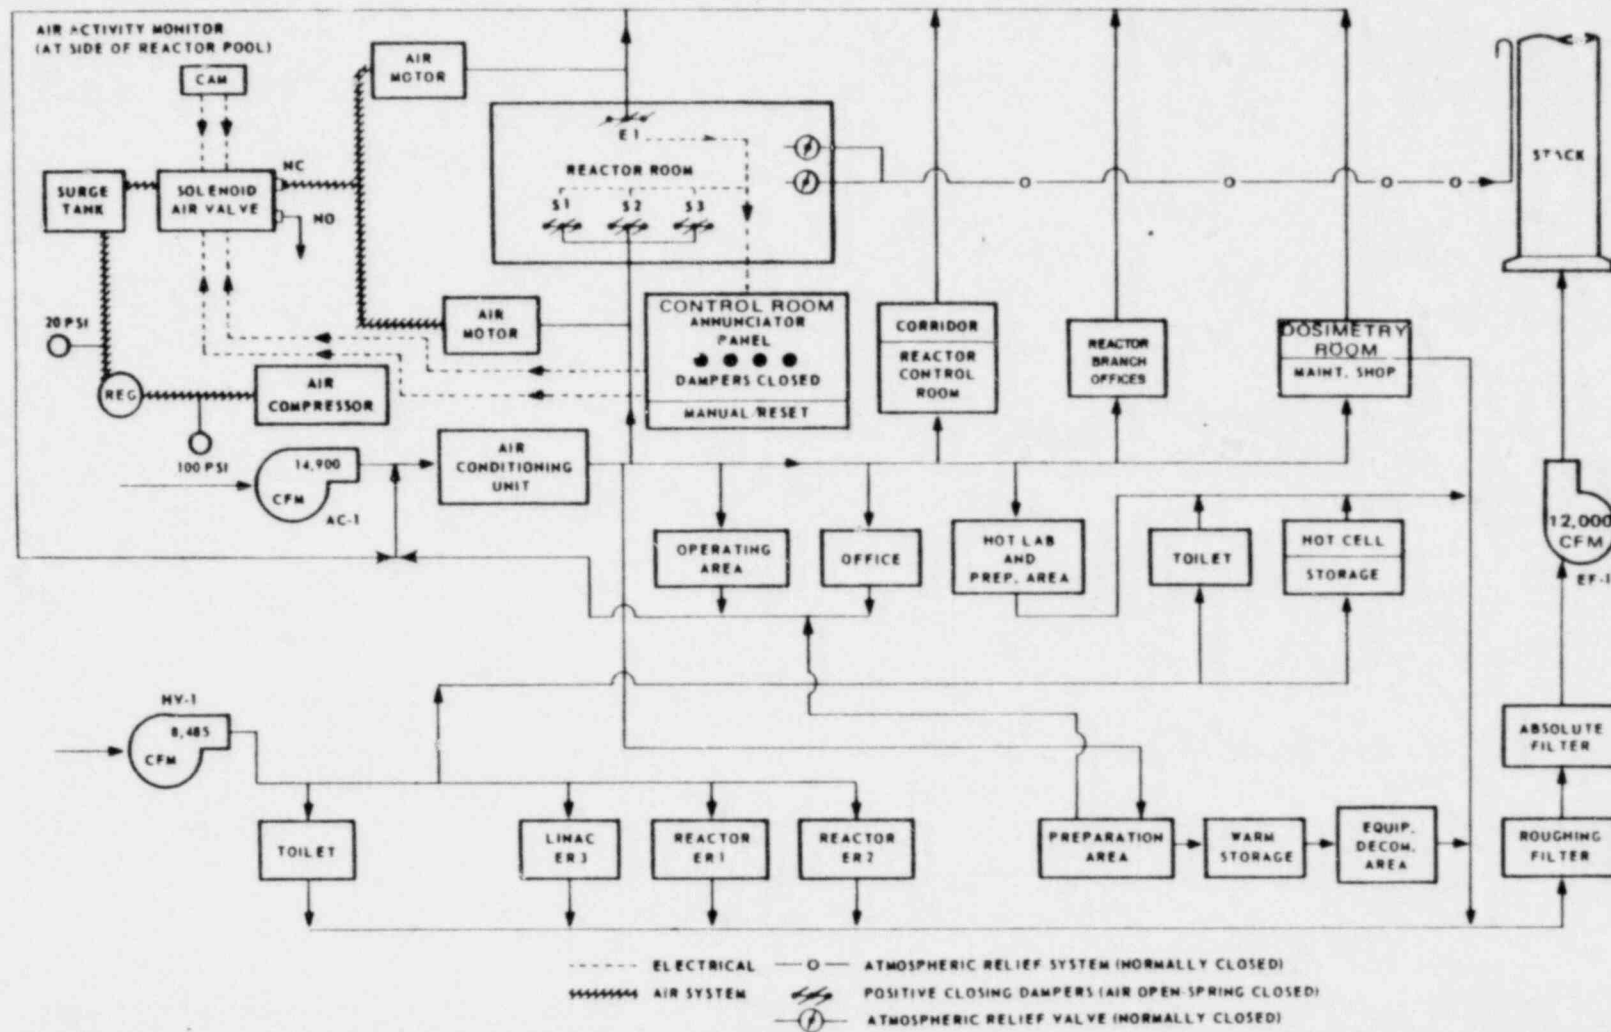 AIR ACTIVITY MONITOR
(AT SIDE OF REACTOR POOL)
CAM
AIR
MOTOR
E1
REACTOR ROOM
S1 S2 S3
SURGE
TANK
SOLENOID
AIR VALVE
NC
NO
STACK
20 PSI
REG
AIR
COMPRESSOR
100 PSI
AIR
MOTOR
CONTROL ROOM
ANNUNCIATOR
PANEL
DAMPERS CLOSED
MANUAL/RESET
CORRIDOR
REACTOR
CONTROL
ROOM
REACTOR
BRANCH
OFFICES
DOSIMETRY
ROOM
MAINT. SHOP
14,900
CFM
AC-1
AIR
CONDITIONING
UNIT
OPERATING
AREA
OFFICE
HOT LAB
AND
PREP. AREA
TOILET
HOT CELL
STORAGE
12,000
CFM
EF-1
HV-1
8,485
CFM
ABSOLUTE
FILTER
TOILET
LINAC
ER3
REACTOR
ER1
REACTOR
ER2
PREPARATION
AREA
WARM
STORAGE
EQUIP.
DECOM.
AREA
ROUGHING
FILTER
ELECTRICAL
ATMOSPHERIC RELIEF SYSTEM (NORMALLY CLOSED)
AIR SYSTEM
POSITIVE CLOSING DAMPERS (AIR OPEN-SPRING CLOSED)
ATMOSPHERIC RELIEF VALVE (NORMALLY CLOSED)